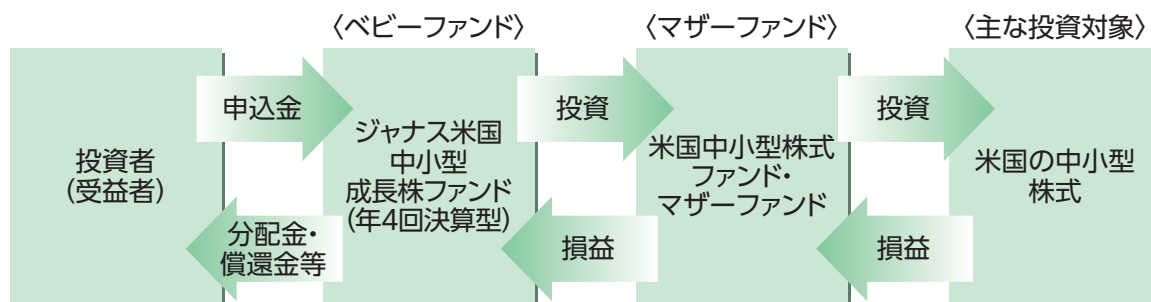 〈ベビーファンド〉
〈マザーファンド〉
〈主な投資対象〉
投資者
(受益者)
申込金
分配金・
償還金等
ジャナス米国
中小型
成長株ファンド
(年4回決算型)
投資
損益
米国中小型株式
ファンド・
マザーファンド
投資
損益
米国の中小型
株式